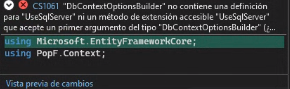 CS1061 "DbContextOptionsBuilder" no contiene una definición
para "UseSqlServer" ni un método de extensión accesible "UseSqlServer"
que acepte un primer argumento del tipo "DbContextOptionsBuilder" (¿...
using Microsoft.EntityFrameworkCore;
using PopF.Context;
Vista previa de cambios